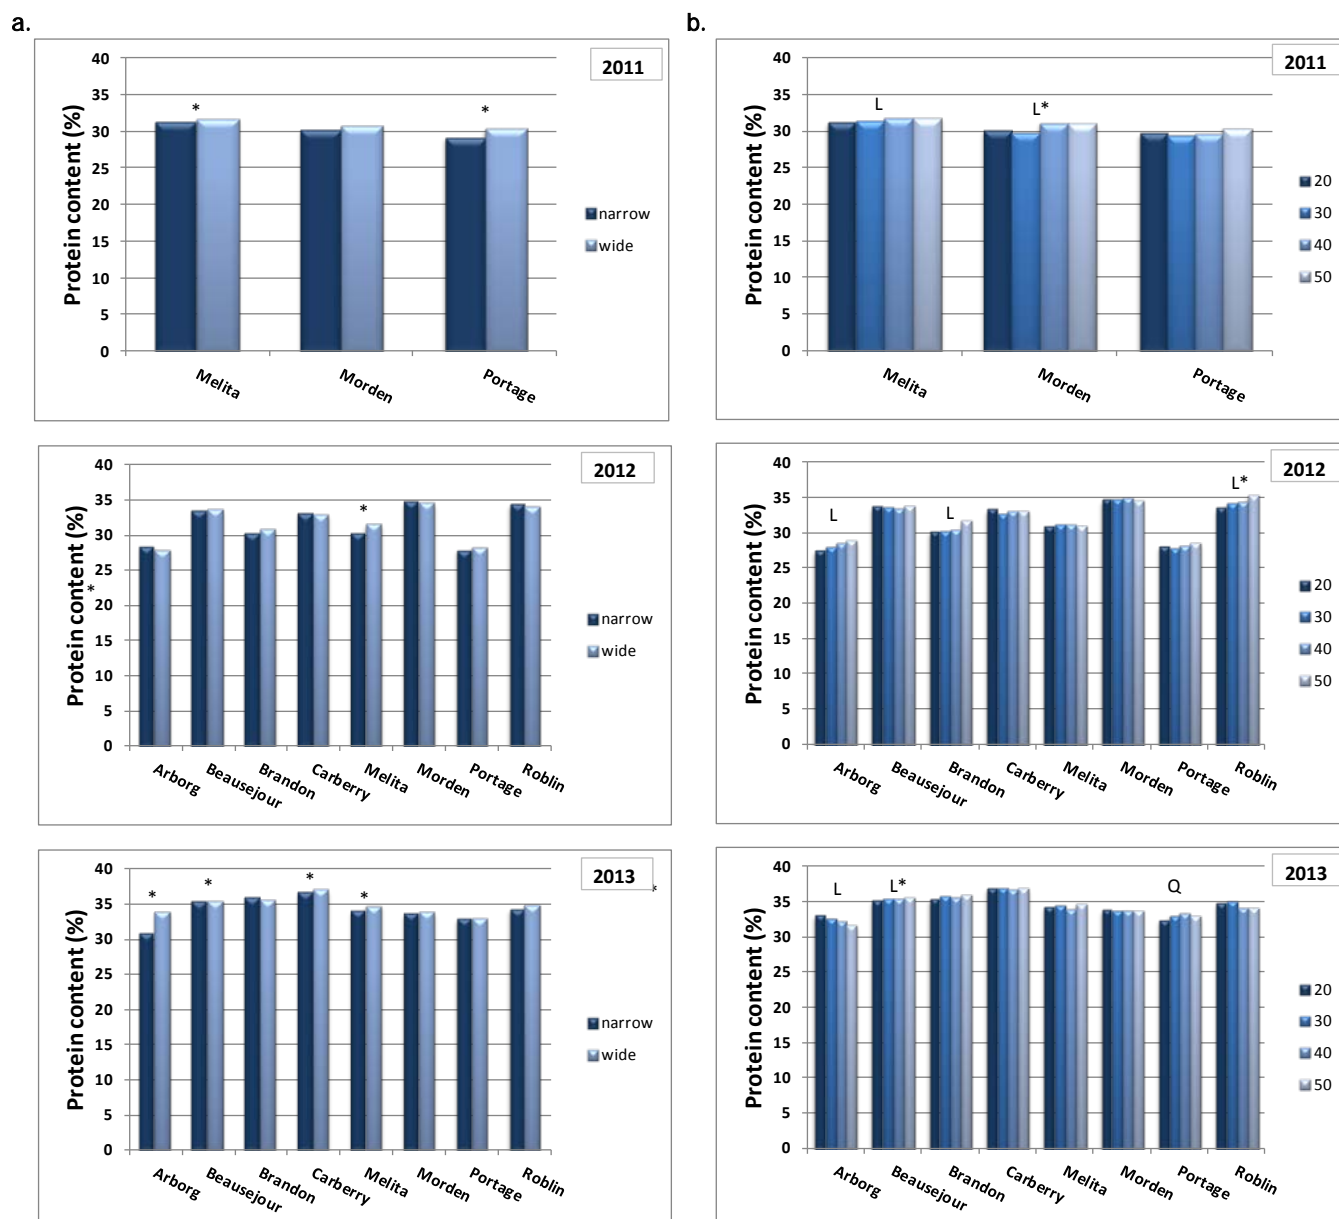 a.
2011
Protein content (%)
40
35
30
25
20
15
10
5
0
*
*
Melita
Morden
Portage
narrow
wide
2012
Protein content (%)
*
40
35
30
25
20
15
10
5
0
*
Arborg
Beausejour
Brandon
Carberry
Melita
Morden
Portage
Roblin
narrow
wide
2013
*
Protein content (%)
40
35
30
25
20
15
10
5
0
*
*
*
*
Arborg
Beausejour
Brandon
Carberry
Melita
Morden
Portage
Roblin
narrow
wide
b.
2011
Protein content (%)
40
35
30
25
20
15
10
5
0
L
L*
Melita
Morden
Portage
20
30
40
50
2012
Protein content (%)
40
35
30
25
20
15
10
5
0
L
L
L*
Arborg
Beausejour
Brandon
Carberry
Melita
Morden
Portage
Roblin
20
30
40
50
2013
Protein content (%)
40
35
30
25
20
15
10
5
0
L
L*
Q
Arborg
Beausejour
Brandon
Carberry
Melita
Morden
Portage
Roblin
20
30
40
50